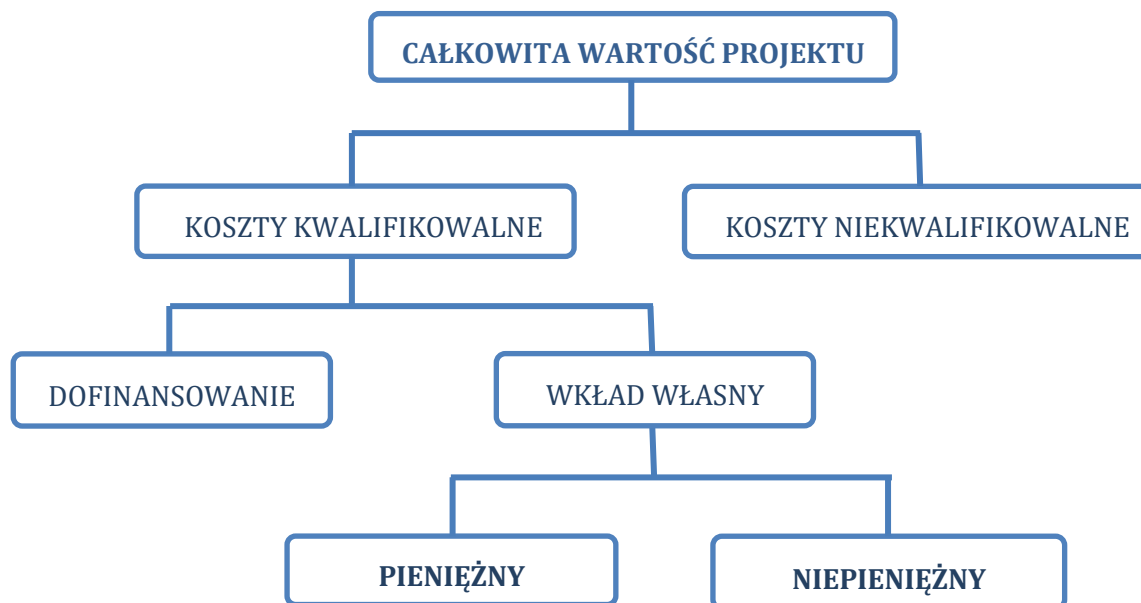 CAŁKOWITA WARTOŚĆ PROJEKTU
KOSZTY KWALIFIKOWALNE
KOSZTY NIEKWALIFIKOWALNE
DOFINANSOWANIE
WKŁAD WŁASNY
PIENIĘŻNY
NIEPIENIĘŻNY